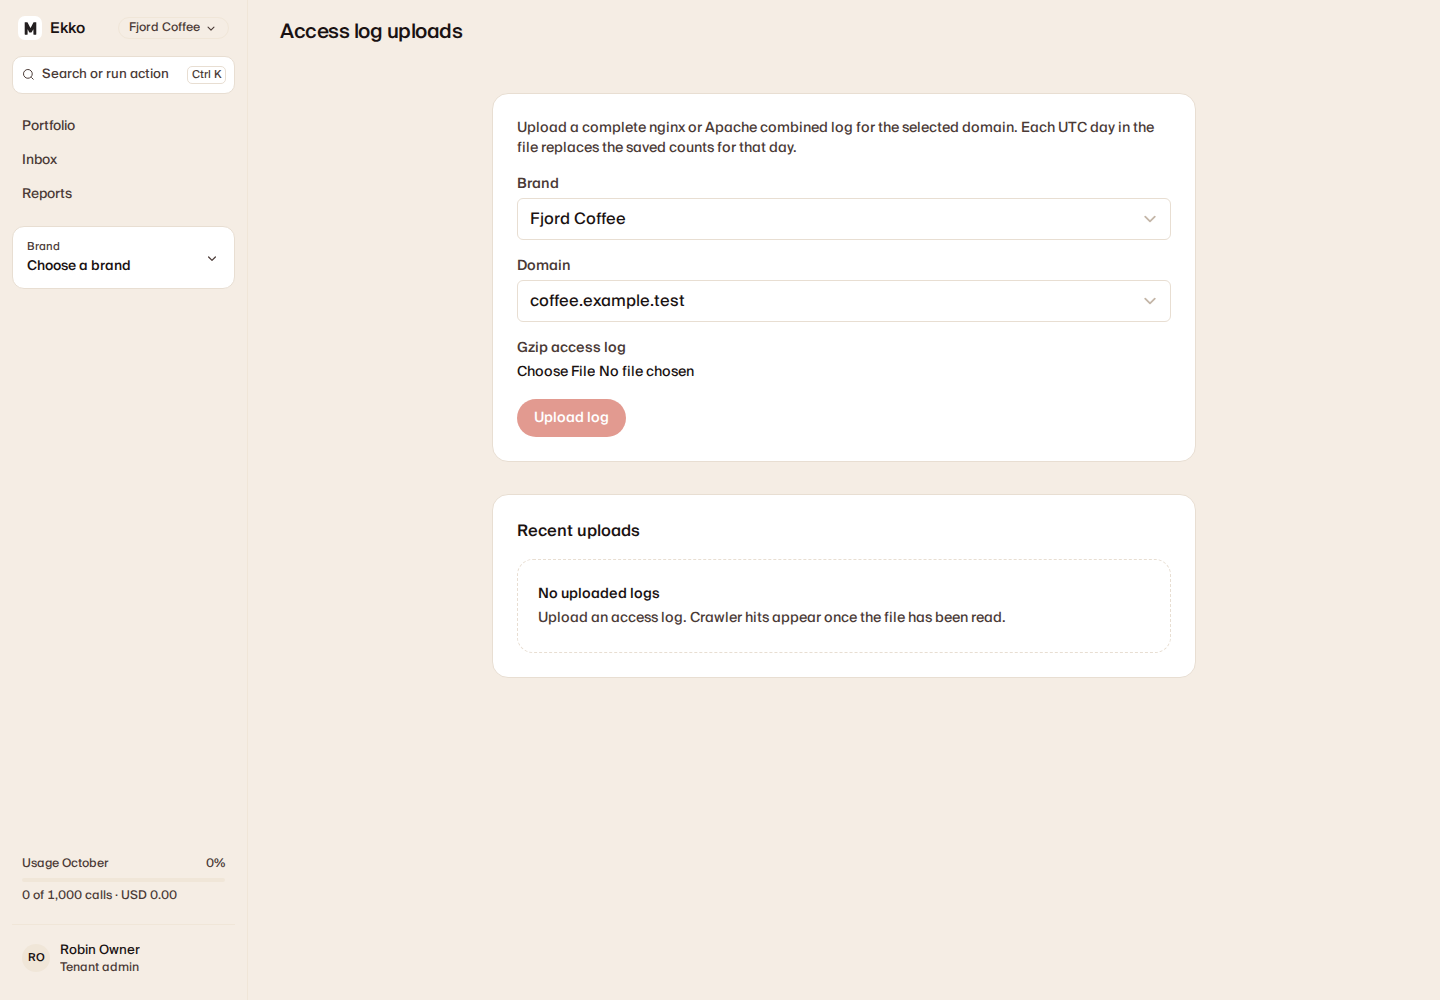 Ekko
Fjord Coffee
Search or run action
Ctrl K
Portfolio
Inbox
Reports
Brand
Choose a brand
Usage October
0%
0 of 1,000 calls · USD 0.00
RO
Robin Owner
Tenant admin
Access log uploads
Upload a complete nginx or Apache combined log for the selected domain. Each UTC day in the
file replaces the saved counts for that day.
Brand
Fjord Coffee
Domain
coffee.example.test
Gzip access log
Choose File No file chosen
Upload log
Recent uploads
No uploaded logs
Upload an access log. Crawler hits appear once the file has been read.